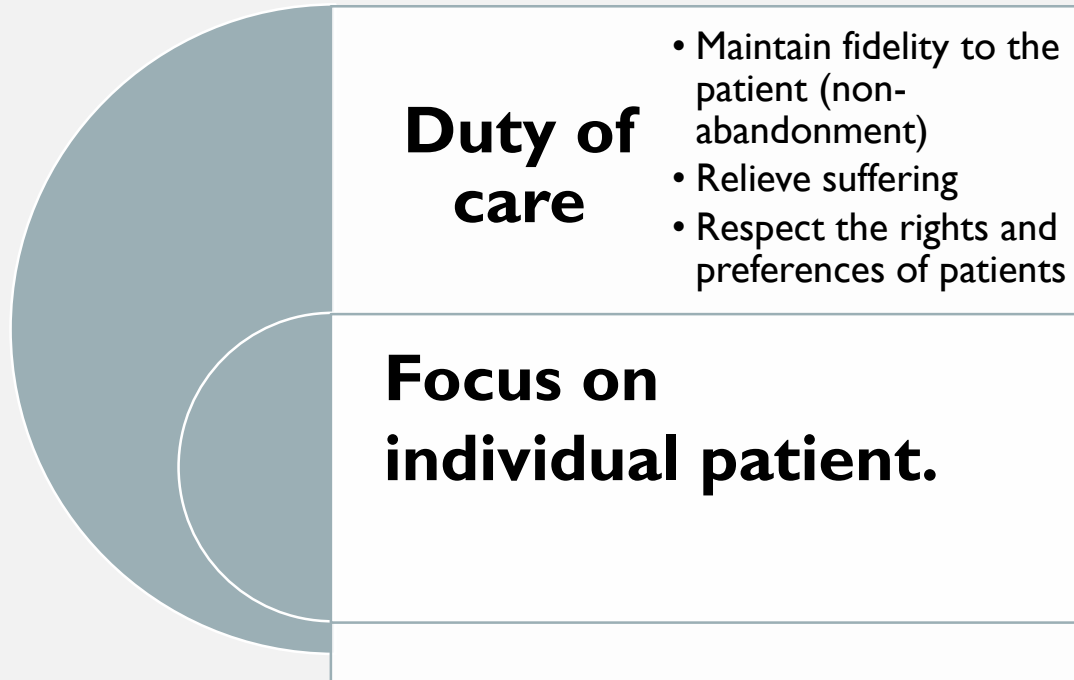 Duty of
care
• Maintain fidelity to the
patient (non-
abandonment)
• Relieve suffering
• Respect the rights and
preferences of patients
Focus on
individual patient.